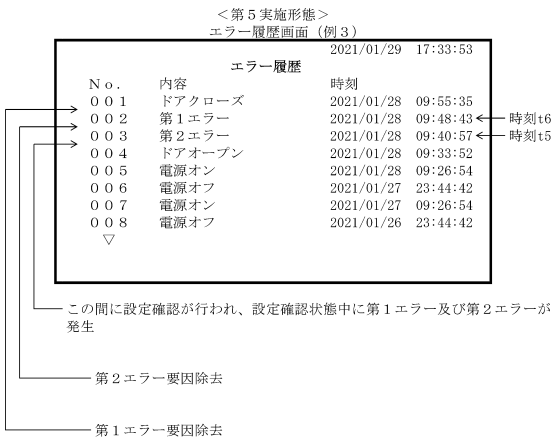 ＜第５実施形態＞
エラー履歴画面（例３）
2021/01/29 17:33:53
エラー履歴
Ｎｏ． 内容 時刻
００１ ドアクローズ 2021/01/28 09:55:35
００２ 第１エラー 2021/01/28 09:48:43 時刻t6
００３ 第２エラー 2021/01/28 09:40:57 時刻t5
００４ ドアオープン 2021/01/28 09:33:52
００５ 電源オン 2021/01/28 09:26:54
００６ 電源オフ 2021/01/27 23:44:42
００７ 電源オン 2021/01/27 09:26:54
００８ 電源オフ 2021/01/26 23:44:42
▽
この間に設定確認が行われ、設定確認状態中に第１エラー及び第２エラーが
発生
第２エラー要因除去
第１エラー要因除去